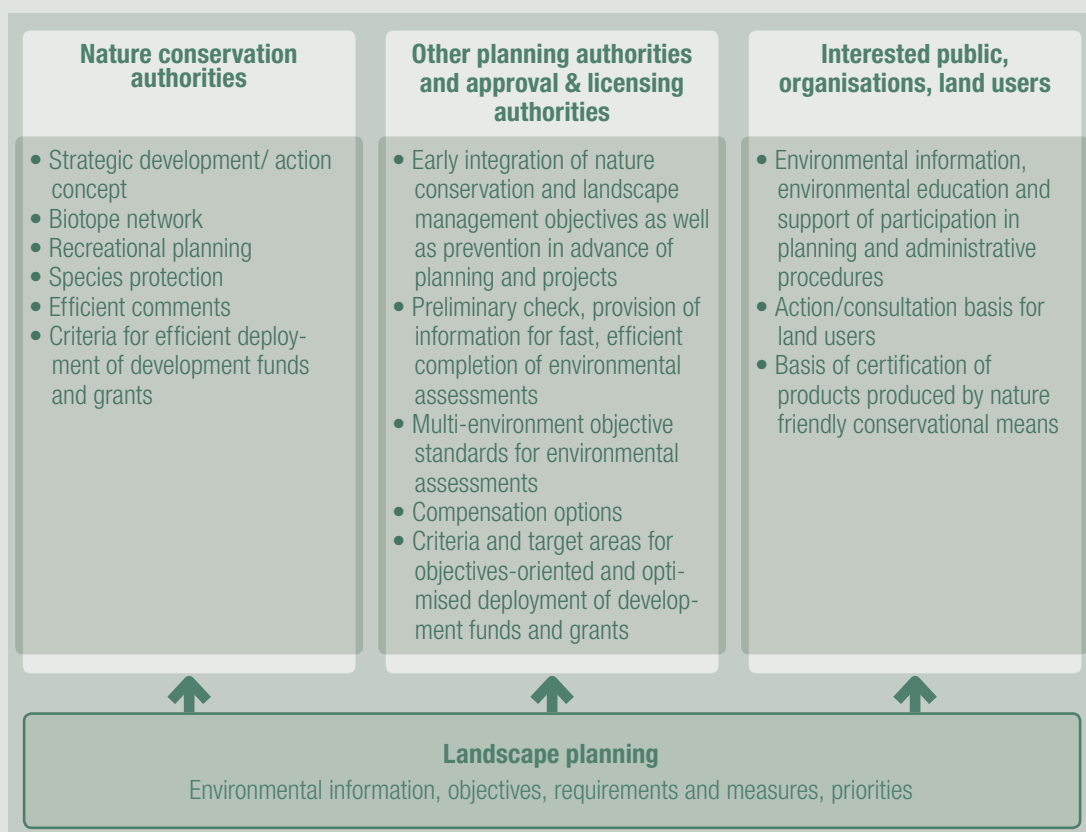 Nature conservation
authorities
• Strategic development/ action
concept
• Biotope network
• Recreational planning
• Species protection
• Efficient comments
• Criteria for efficient deploy-
ment of development funds
and grants
Other planning authorities
and approval & licensing
authorities
• Early integration of nature
conservation and landscape
management objectives as well
as prevention in advance of
planning and projects
• Preliminary check, provision of
information for fast, efficient
completion of environmental
assessments
• Multi-environment objective
standards for environmental
assessments
• Compensation options
• Criteria and target areas for
objectives-oriented and opti-
mised deployment of develop-
ment funds and grants
Interested public,
organisations, land users
• Environmental information,
environmental education and
support of participation in
planning and administrative
procedures
• Action/consultation basis for
land users
• Basis of certification of
products produced by nature
friendly conservational means
Landscape planning
Environmental information, objectives, requirements and measures, priorities